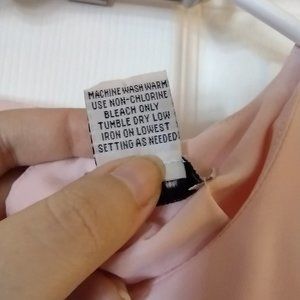 MACHINE WASH WARM
USE NON-CHLORINE
BLEACH ONLY
TUMBLE DRY LOW
IRON ON LOWEST
SETTING AS NEEDED